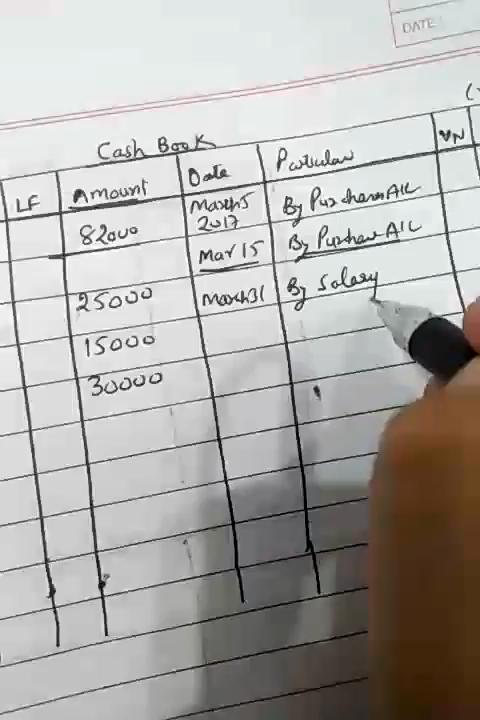 DATE :
Cash Book
LF Amount Date Particular VN
82000 March 5 2017 By Purchase A/C
Mar 15 By Purchase A/C
25000 March 31 By Salary
15000
30000